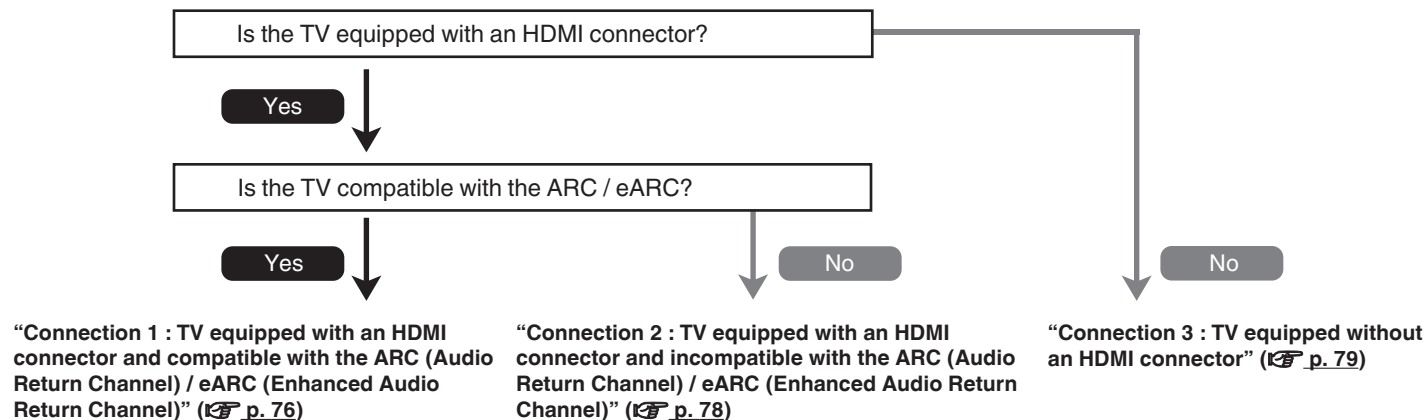 Is the TV equipped with an HDMI connector?
Yes
Is the TV compatible with the ARC / eARC?
Yes
No
No
“Connection 1 : TV equipped with an HDMI
connector and compatible with the ARC (Audio
Return Channel) / eARC (Enhanced Audio
Return Channel)” (☞ p. 76)
“Connection 2 : TV equipped with an HDMI
connector and incompatible with the ARC (Audio
Return Channel) / eARC (Enhanced Audio Return
Channel)” (☞ p. 78)
“Connection 3 : TV equipped without
an HDMI connector” (☞ p. 79)